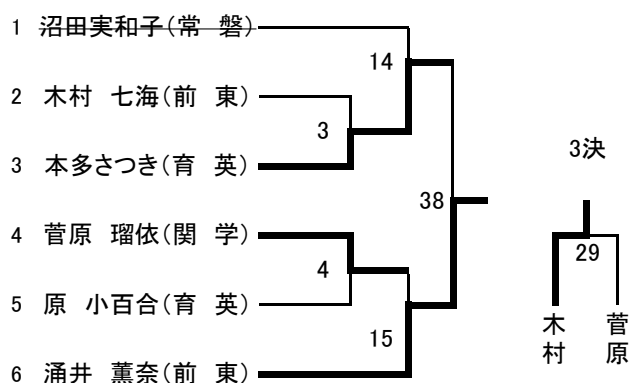 1 沼田実和子(常 磐)
14
2 木村 七海(前 東)
3
3 本多さつき(育 英)
3決
38
4 菅原 瑠依(関 学)
29
4
5 原 小百合(育 英)
木村
菅原
15
6 涌井 薫奈(前 東)